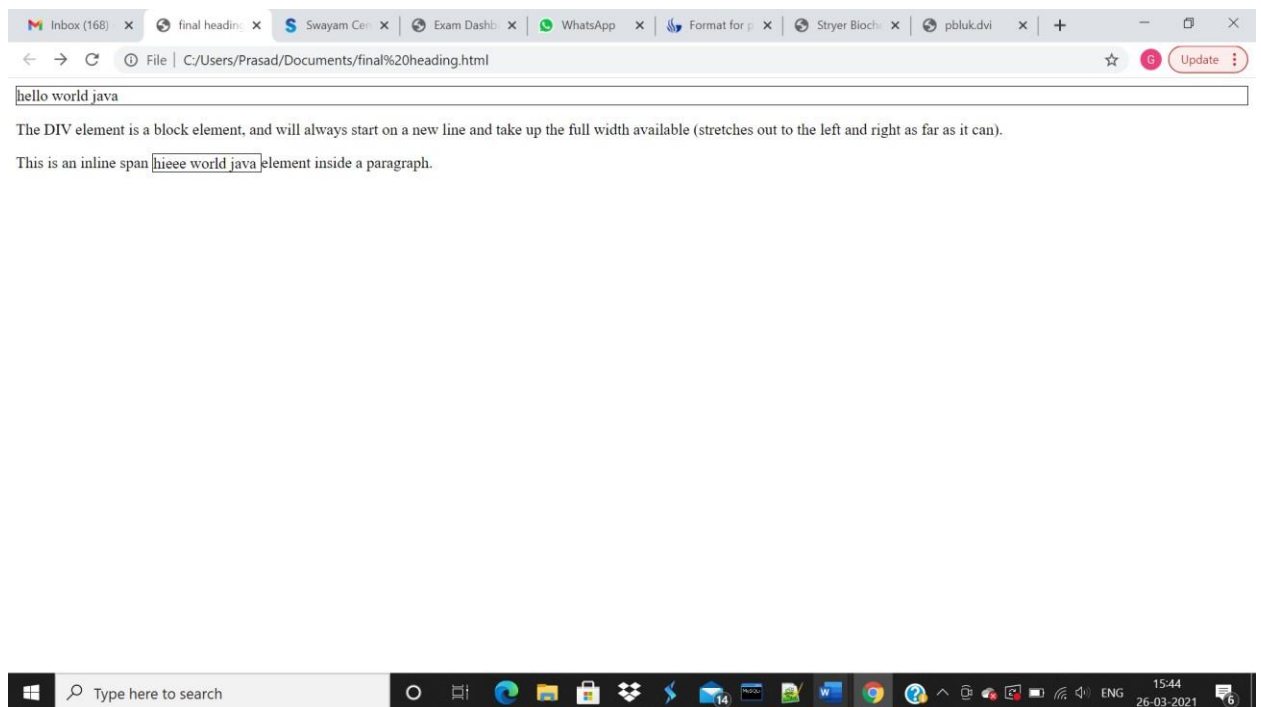 Inbox (168)
final heading
Swayam Cen
Exam Dashb
WhatsApp
Format for p
Stryer Bioch
pbluk.dvi
File | C:/Users/Prasad/Documents/final%20heading.html
G
Update
hello world java
The DIV element is a block element, and will always start on a new line and take up the full width available (stretches out to the left and right as far as it can).
This is an inline span hieee world java element inside a paragraph.
Type here to search
14
ENG
15:44
26-03-2021
6